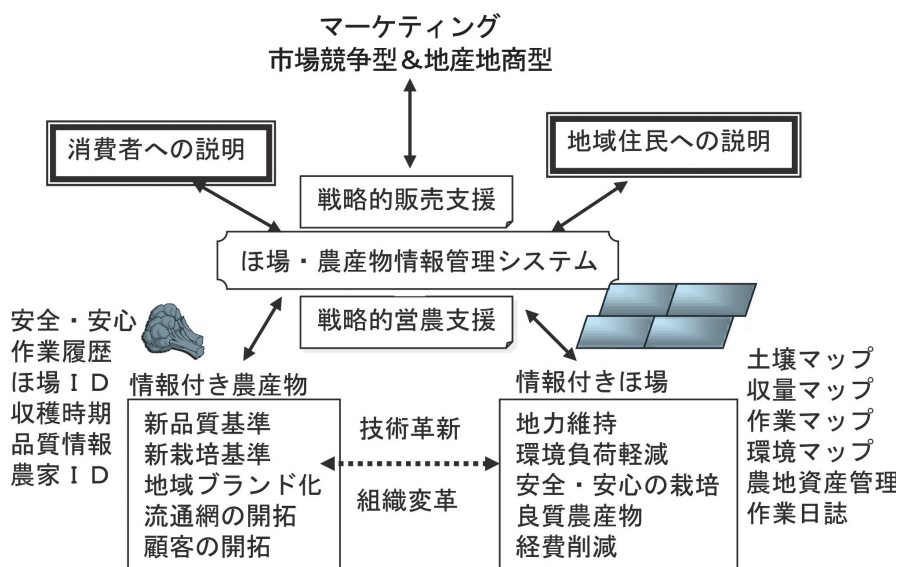 マーケティング
市場競争型＆地産地商型
消費者への説明
地域住民への説明
戦略的販売支援
ほ場・農産物情報管理システム
戦略的営農支援
安全・安心
作業履歴
ほ場ＩＤ
収穫時期
品質情報
農家ＩＤ
情報付き農産物
新品質基準
新栽培基準
地域ブランド化
流通網の開拓
顧客の開拓
技術革新
組織変革
情報付きほ場
地力維持
環境負荷軽減
安全・安心の栽培
良質農産物
経費削減
土壌マップ
収量マップ
作業マップ
環境マップ
農地資産管理
作業日誌